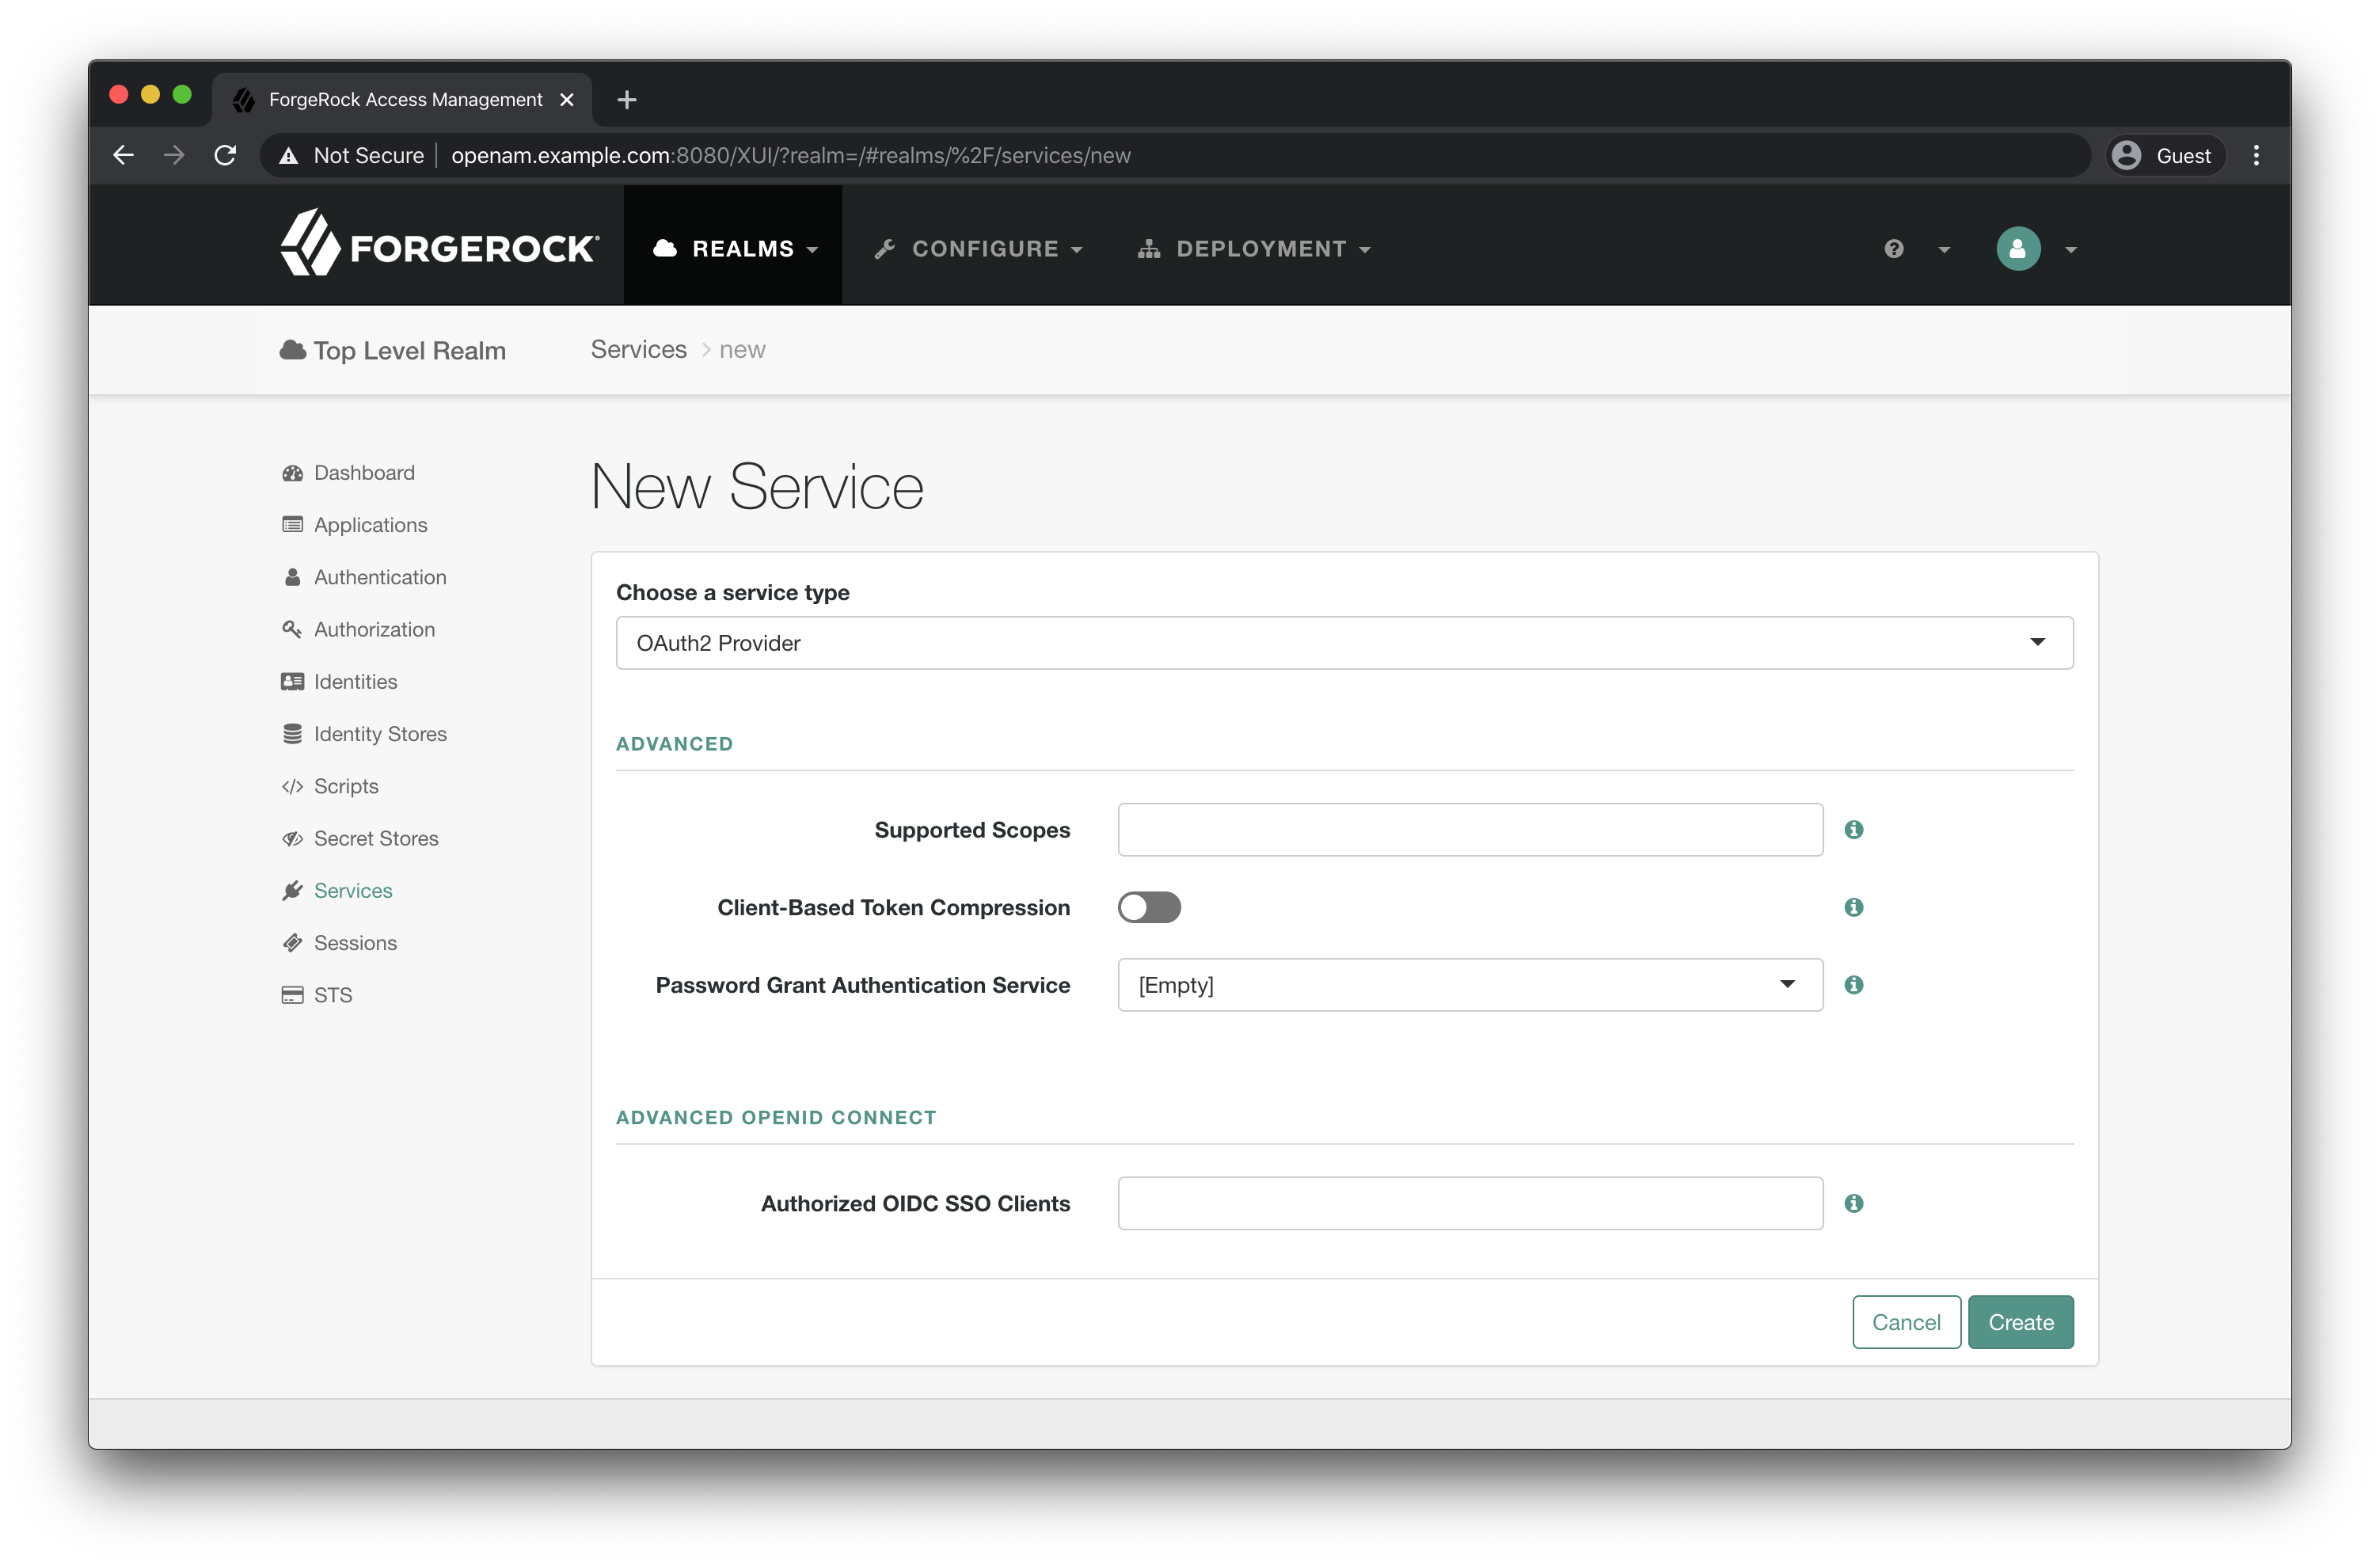 ForgeRock Access Management
Not Secure openam.example.com:8080/XUI/?realm=/#realms/%2F/services/new Guest
FORGEROCK REALMS CONFIGURE DEPLOYMENT
Top Level Realm Services new
Dashboard
Applications
Authentication
Authorization
Identities
Identity Stores
Scripts
Secret Stores
Services
Sessions
STS
New Service
Choose a service type
OAuth2 Provider
ADVANCED
Supported Scopes
Client-Based Token Compression
Password Grant Authentication Service [Empty]
ADVANCED OPENID CONNECT
Authorized OIDC SSO Clients
Cancel Create